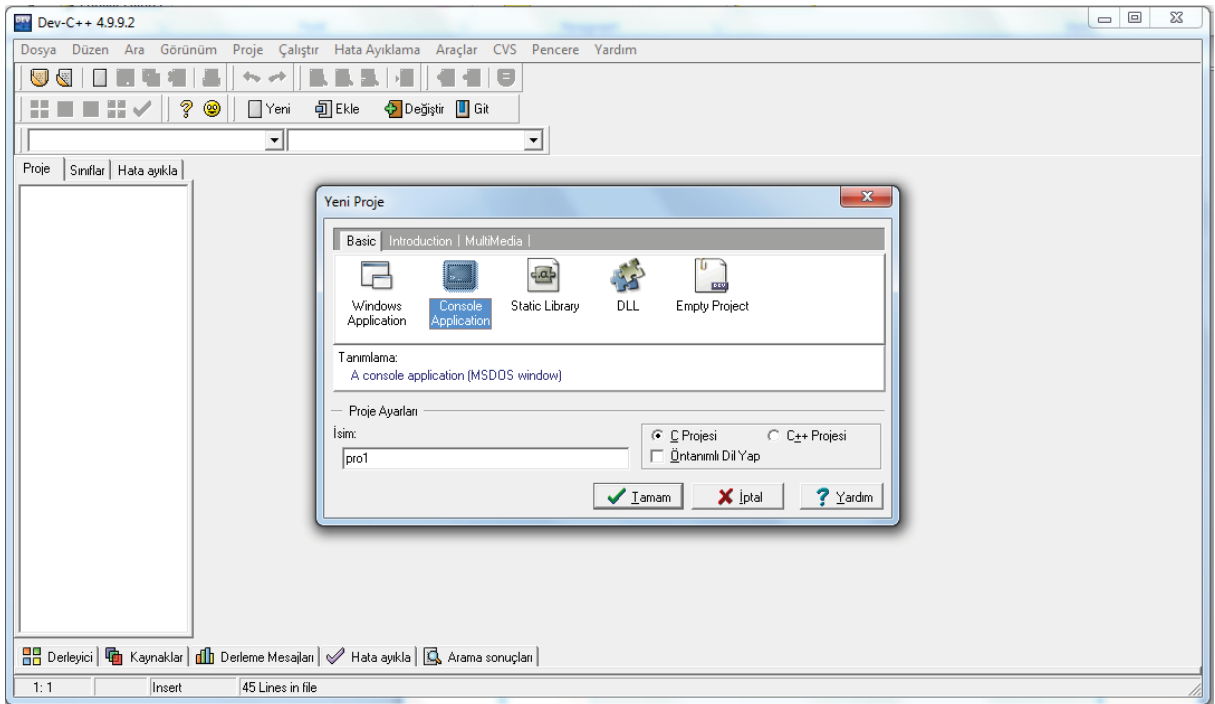 Dev-C++ 4.9.9.2
Dosya Düzen Ara Görünüm Proje Çalıştır Hata Ayıklama Araçlar CVS Pencere Yardım
Yeni Ekle Değiştir Git
Proje Sınıflar Hata ayıkla
Yeni Proje
Basic Introduction MultiMedia
Windows Application
Console Application
Static Library
DLL
Empty Project
Tanımlama:
A console application (MSDOS window)
Proje Ayarları
İsim:
pro1
C Projesi C++ Projesi
Öntanımlı Dil Yap
Tamam İptal Yardım
Derleyici Kaynaklar Derleme Mesajları Hata ayıkla Arama sonuçları
1: 1 Insert 45 Lines in file